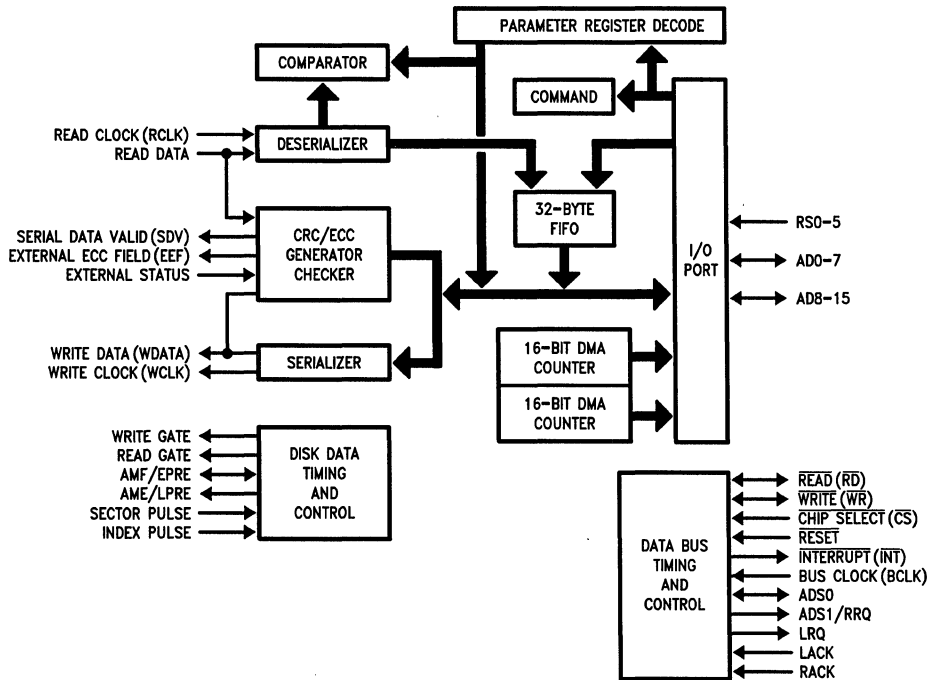 PARAMETER REGISTER DECODE
COMPARATOR
COMMAND
READ CLOCK (RCLK)
READ DATA
DESERIALIZER
32-BYTE
FIFO
I/O
PORT
RS0-5
AD0-7
AD8-15
SERIAL DATA VALID (SDV)
EXTERNAL ECC FIELD (EEF)
EXTERNAL STATUS
CRC/ECC
GENERATOR
CHECKER
WRITE DATA (WDATA)
WRITE CLOCK (WCLK)
SERIALIZER
16-BIT DMA
COUNTER
16-BIT DMA
COUNTER
WRITE GATE
READ GATE
AMF/EPRE
AME/LPRE
SECTOR PULSE
INDEX PULSE
DISK DATA
TIMING
AND
CONTROL
DATA BUS
TIMING
AND
CONTROL
READ (RD)
WRITE (WR)
CHIP SELECT (CS)
RESET
INTERRUPT (INT)
BUS CLOCK (BCLK)
ADS0
ADS1/RRQ
LRQ
LACK
RACK